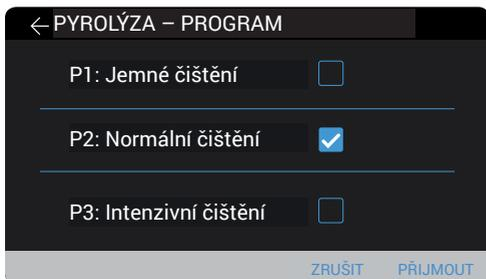 PYROLÝZA – PROGRAM
P1: Jemné čištění
P2: Normální čištění
P3: Intenzivní čištění
ZRUŠIT PŘIJMOUT